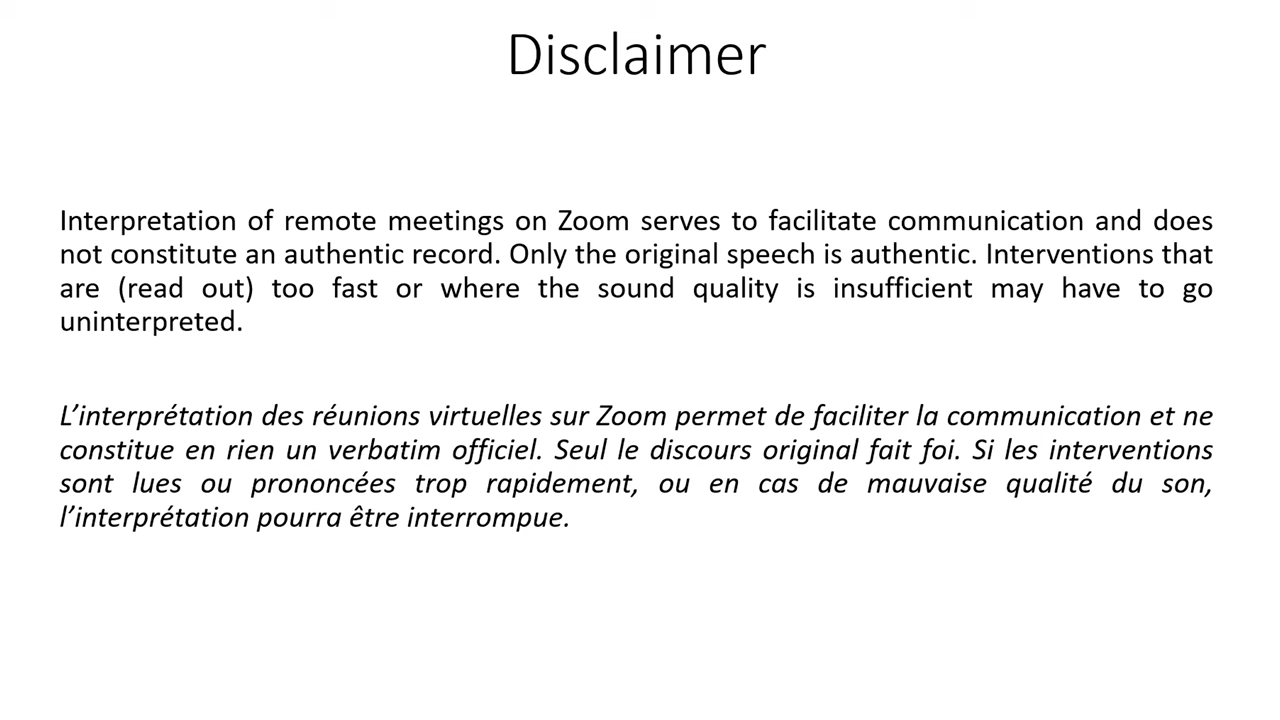 Disclaimer
Interpretation of remote meetings on Zoom serves to facilitate communication and does
not constitute an authentic record. Only the original speech is authentic. Interventions that
are (read out) too fast or where the sound quality is insufficient may have to go
uninterpreted.
L’interprétation des réunions virtuelles sur Zoom permet de faciliter la communication et ne
constitue en rien un verbatim officiel. Seul le discours original fait foi. Si les interventions
sont lues ou prononcées trop rapidement, ou en cas de mauvaise qualité du son,
l’interprétation pourra être interrompue.